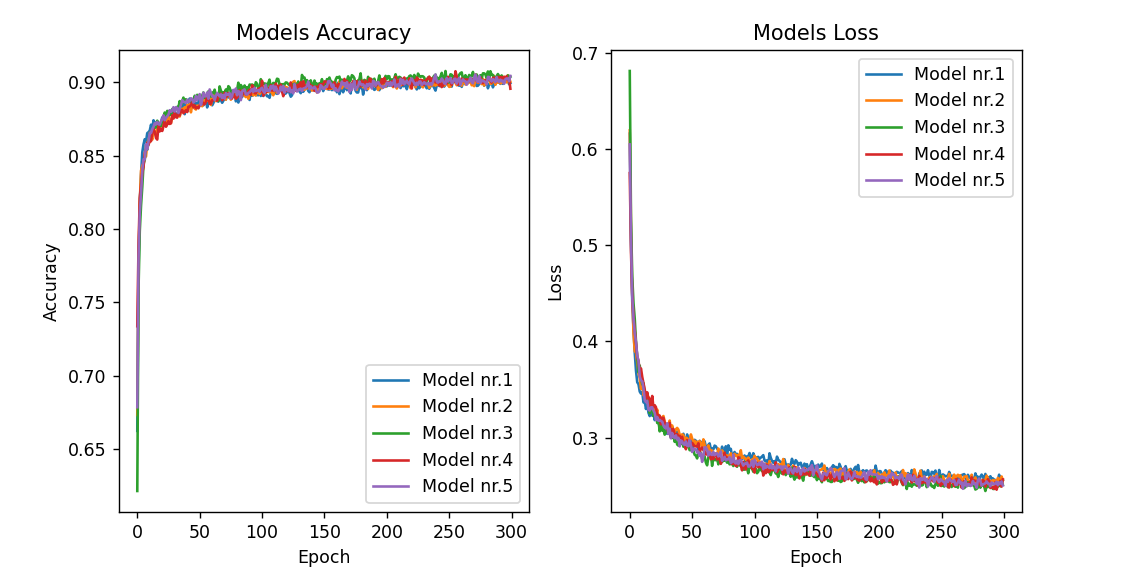 Models Accuracy
Accuracy
0.90
0.85
0.80
0.75
0.70
0.65
Model nr.1
Model nr.2
Model nr.3
Model nr.4
Model nr.5
0 50 100 150 200 250 300
Epoch
Models Loss
Loss
0.7
0.6
0.5
0.4
0.3
Model nr.1
Model nr.2
Model nr.3
Model nr.4
Model nr.5
0 50 100 150 200 250 300
Epoch